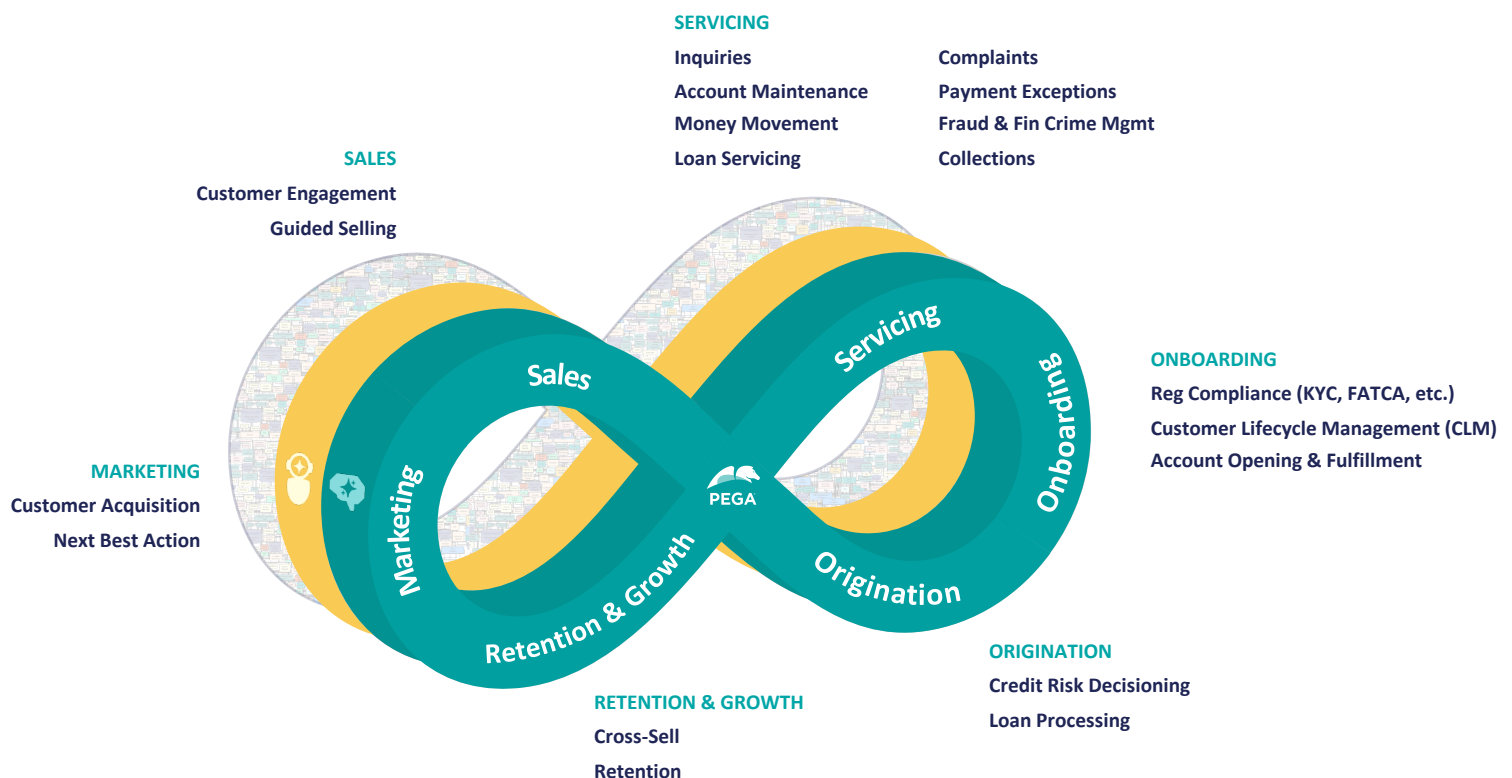 SERVICING
Inquiries
Complaints
Account Maintenance
Payment Exceptions
Money Movement
Fraud & Fin Crime Mgmt
Loan Servicing
Collections
SALES
Customer Engagement
Guided Selling
MARKETING
Customer Acquisition
Next Best Action
ONBOARDING
Reg Compliance (KYC, FATCA, etc.)
Customer Lifecycle Management (CLM)
Account Opening & Fulfillment
Marketing
Sales
Servicing
Onboarding
Origination
Retention & Growth
PEGA
ORIGINATION
Credit Risk Decisioning
Loan Processing
RETENTION & GROWTH
Cross-Sell
Retention